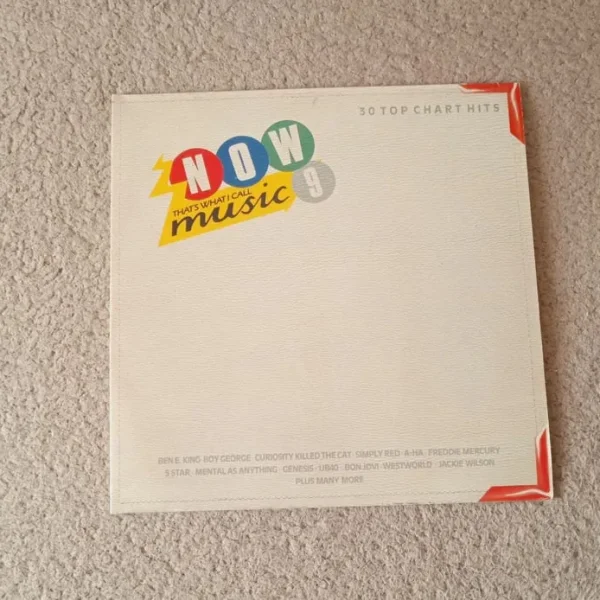 30 TOP CHART HITS
NOW
THAT'S WHAT I CALL
music 9
BEN E. KING BOY GEORGE CURIOSITY KILLED THE CAT SIMPLY RED A-HA FREDDIE MERCURY
5 STAR MENTAL AS ANYTHING GENESIS UB40 BON JOVI WESTWORLD JACKIE WILSON
PLUS MANY MORE